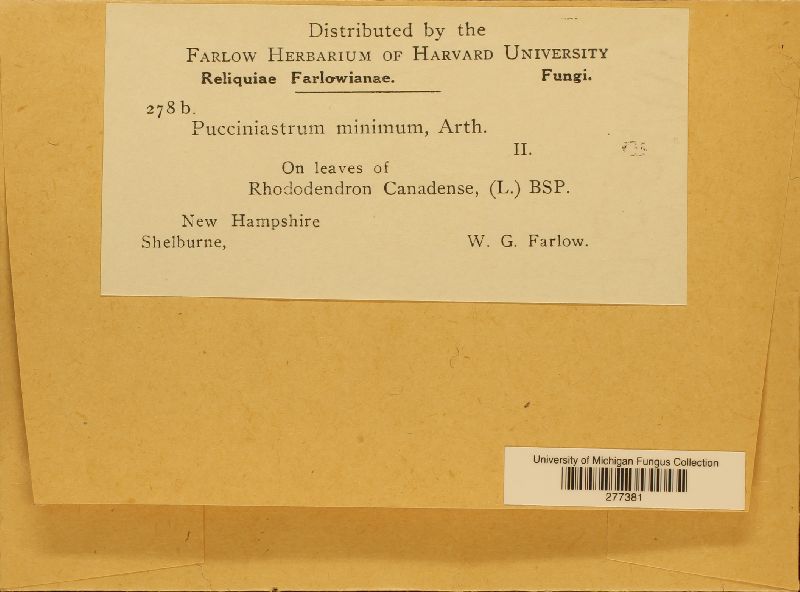 Distributed by the
FARLOW HERBARIUM OF HARVARD UNIVERSITY
Reliquiae Farlowianae. Fungi.
278 b.
Pucciniastrum minimum, Arth.
II.
On leaves of
Rhododendron Canadense, (L.) BSP.
New Hampshire
Shelburne, W. G. Farlow.
University of Michigan Fungus Collection
277381